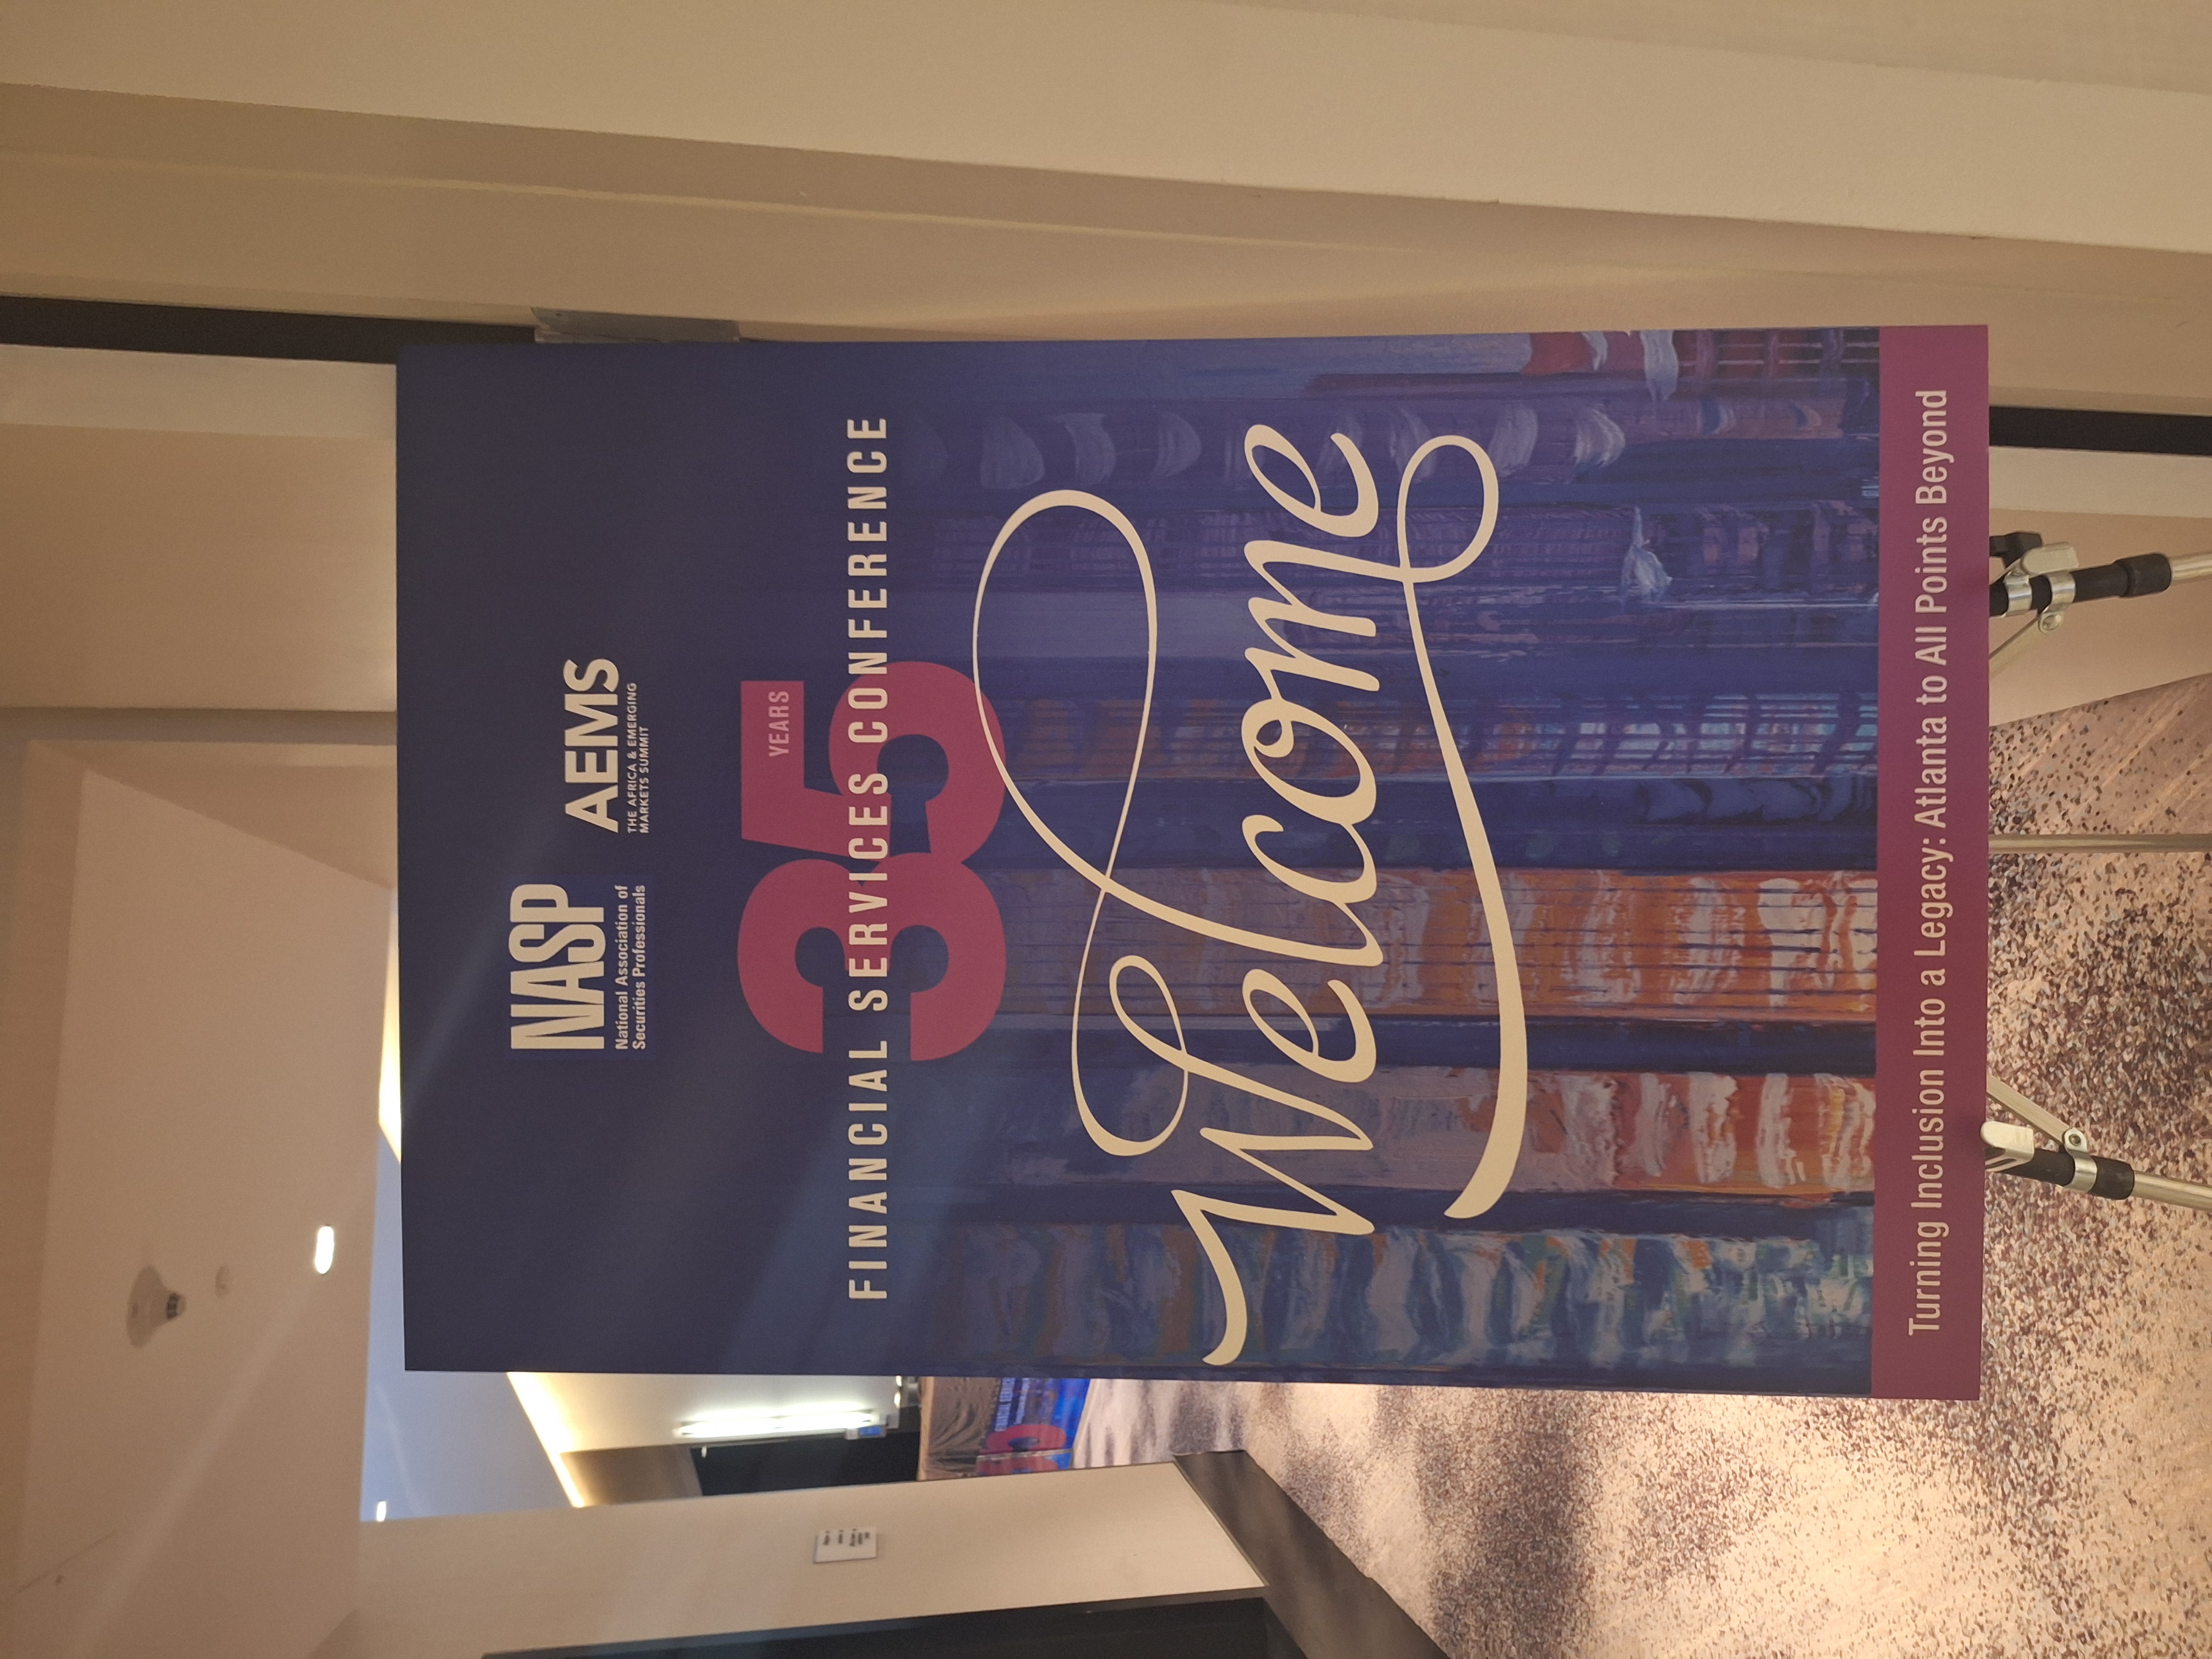 NASP
National Association of
Securities Professionals
AEMS
THE AFRICA & EMERGING
MARKETS SUMMIT
35
YEARS
FINANCIAL SERVICES CONFERENCE
Welcome
Turning Inclusion Into a Legacy: Atlanta to All Points Beyond